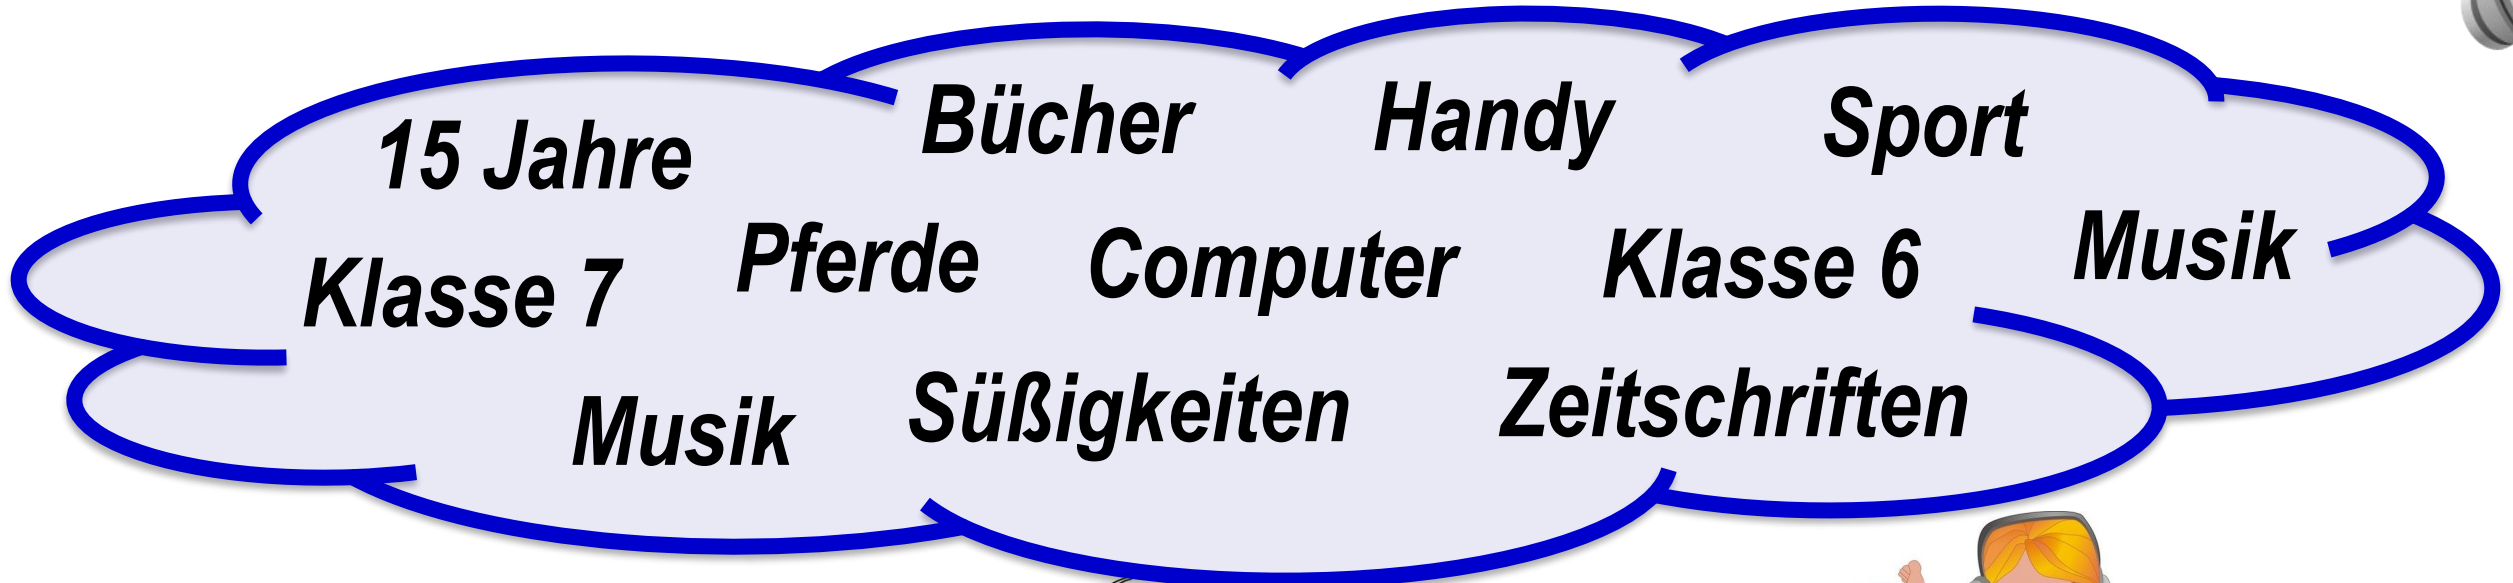 15 Jahre
Bücher
Handy
Sport
Klasse 7
Pferde
Computer
Klasse 6
Musik
Musik
Süßigkeiten
Zeitschriften